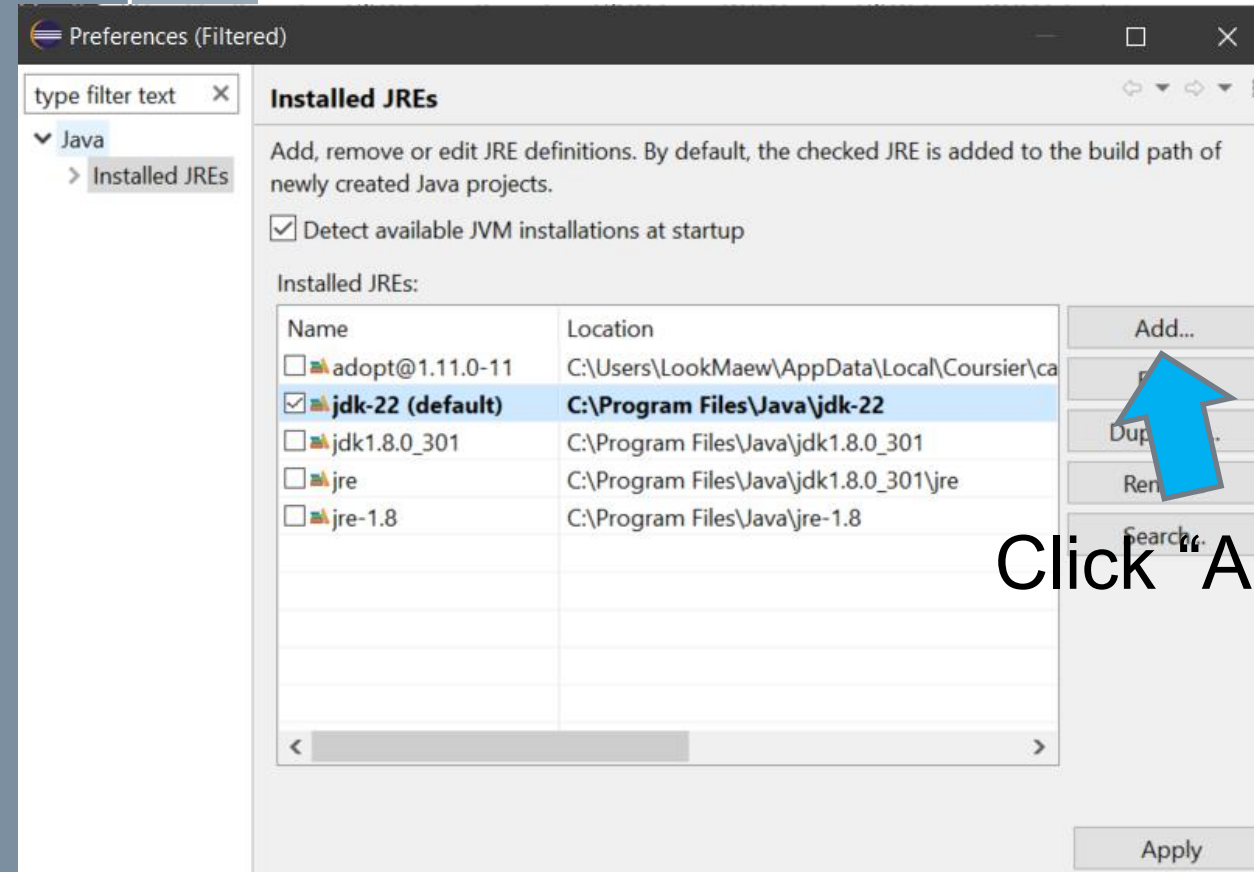 Preferences (Filtered)
type filter text
Java
Installed JREs
Installed JREs
Add, remove or edit JRE definitions. By default, the checked JRE is added to the build path of
newly created Java projects.
Detect available JVM installations at startup
Installed JREs:
Name Location
adopt@1.11.0-11 C:\Users\LookMaew\AppData\Local\Coursier\ca
jdk-22 (default) C:\Program Files\Java\jdk-22
jdk1.8.0_301 C:\Program Files\Java\jdk1.8.0_301
jre C:\Program Files\Java\jdk1.8.0_301\jre
jre-1.8 C:\Program Files\Java\jre-1.8
Add...
Search...
Click “A
Apply